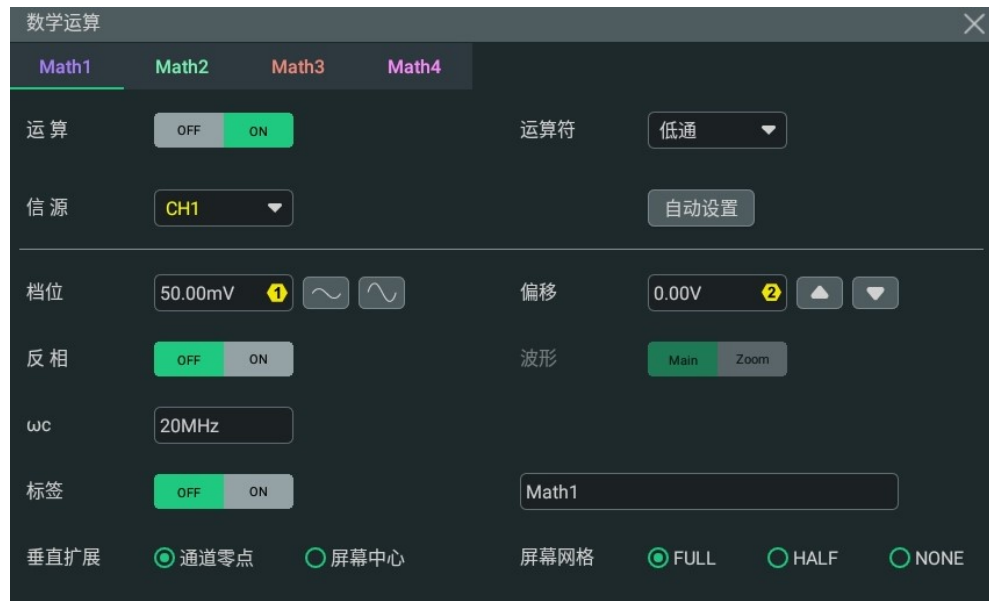 数学运算
Math1 Math2 Math3 Math4
运算 OFF ON 运算符 低通
信源 CH1 自动设置
档位 50.00mV 1 偏移 0.00V 2
反相 OFF ON 波形 Main Zoom
ωc 20MHz
标签 OFF ON Math1
垂直扩展 通道零点 屏幕中心 屏幕网格 FULL HALF NONE